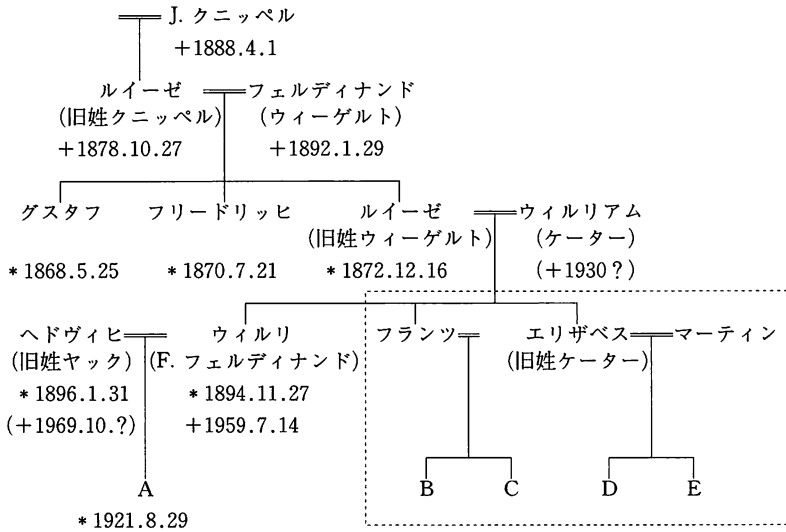 J. クニッペル
+1888.4.1
ルイーゼ フェルディナンド
(旧姓クニッペル) (ウィーゲルト)
+1878.10.27 +1892.1.29
グスタフ フリードリッヒ ルイーゼ ウィルリアム
(旧姓ウィーゲルト) (ケーター)
*1868.5.25 *1870.7.21 *1872.12.16 (+1930?)
ヘドヴィヒ ウィルリ フランツ エリザベス マーティン
(旧姓ヤック) (F. フェルディナンド) (旧姓ケーター)
*1896.1.31 *1894.11.27
(+1969.10.?) +1959.7.14
A B C D E
*1921.8.29